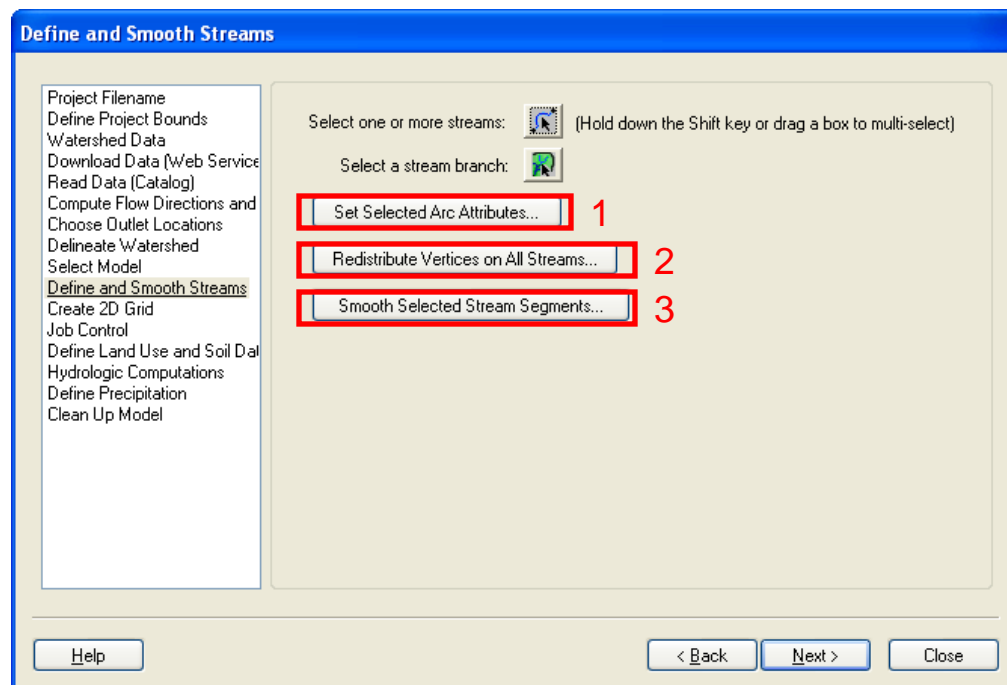 Define and Smooth Streams
Project Filename
Define Project Bounds
Watershed Data
Download Data (Web Service
Read Data (Catalog)
Compute Flow Directions and
Choose Outlet Locations
Delineate Watershed
Select Model
Define and Smooth Streams
Create 2D Grid
Job Control
Define Land Use and Soil Dat
Hydrologic Computations
Define Precipitation
Clean Up Model
Select one or more streams: (Hold down the Shift key or drag a box to multi-select)
Select a stream branch:
Set Selected Arc Attributes... 1
Redistribute Vertices on All Streams... 2
Smooth Selected Stream Segments... 3
Help < Back Next > Close